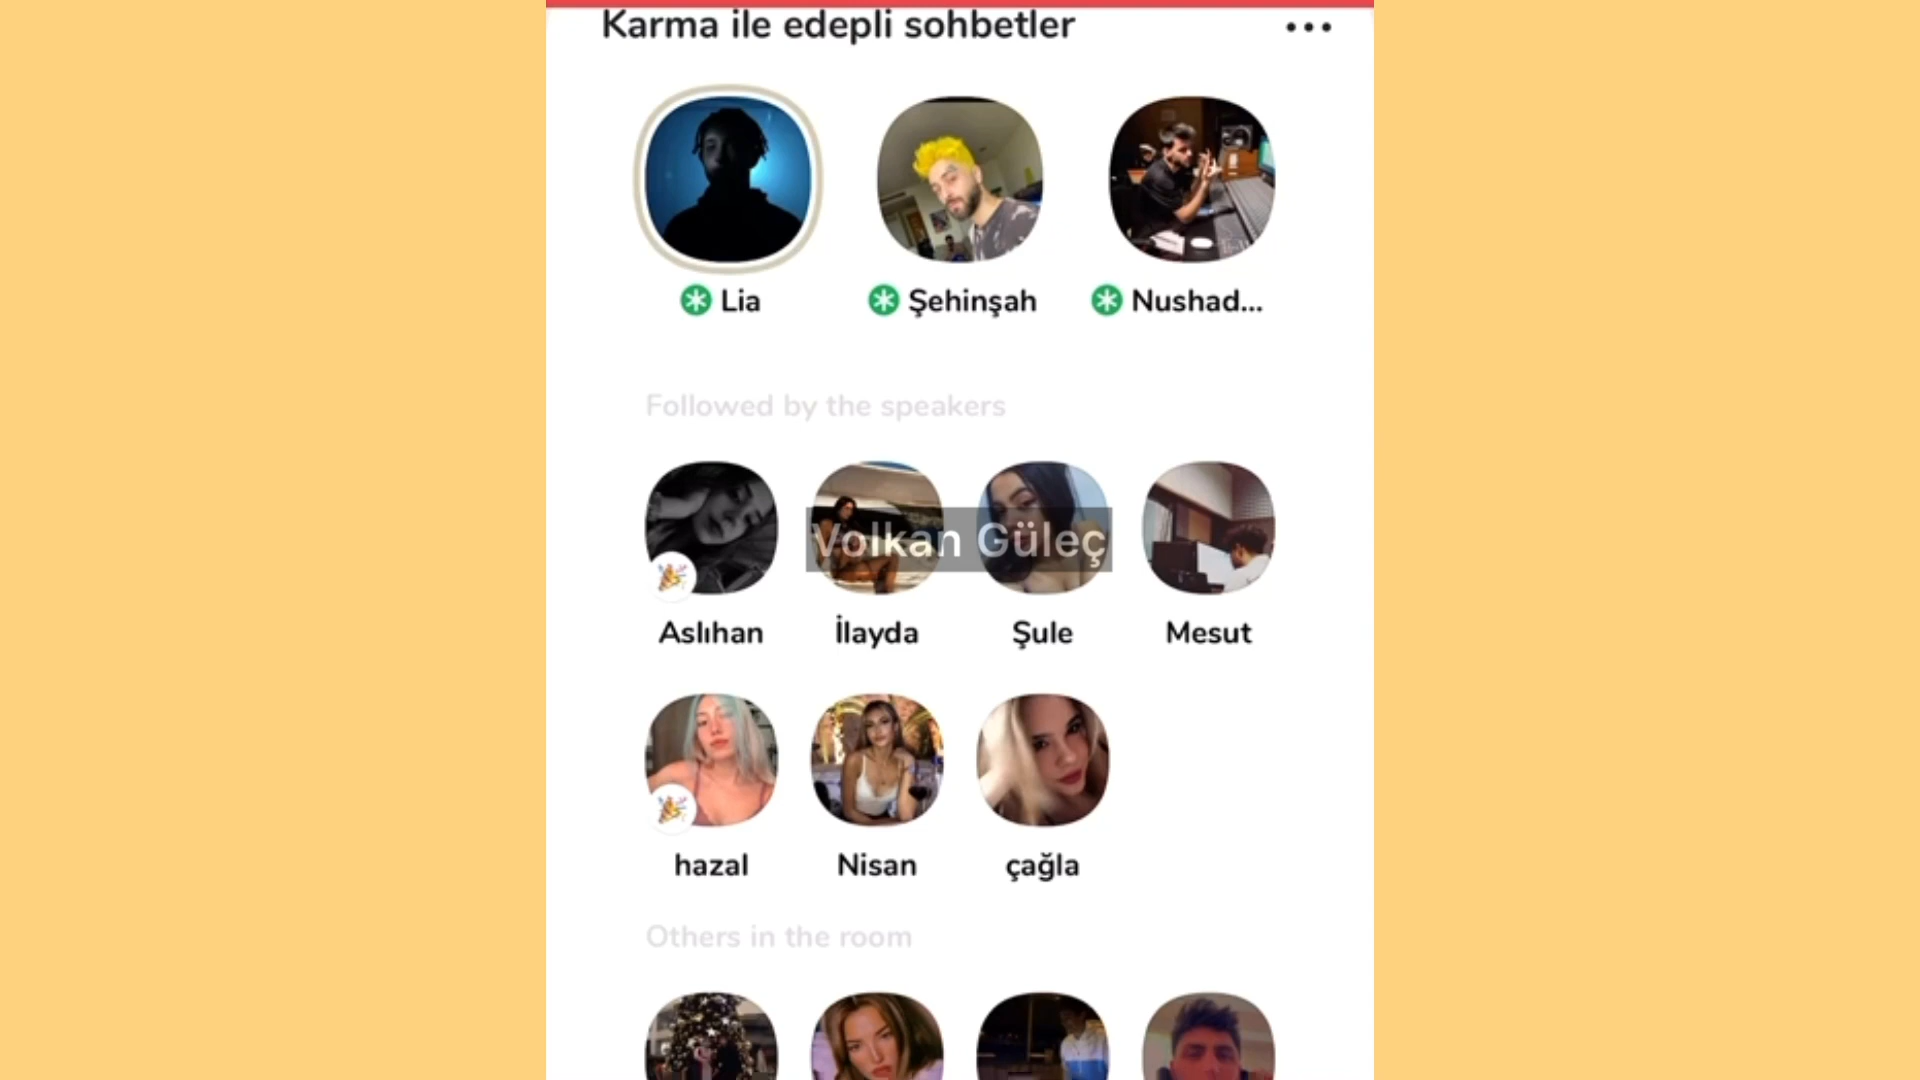 Karma ile edepli sohbetler
Lia
Şehinşah
Nushad...
Followed by the speakers
Volkan Güleç
Aslıhan
İlayda
Şule
Mesut
hazal
Nisan
çağla
Others in the room